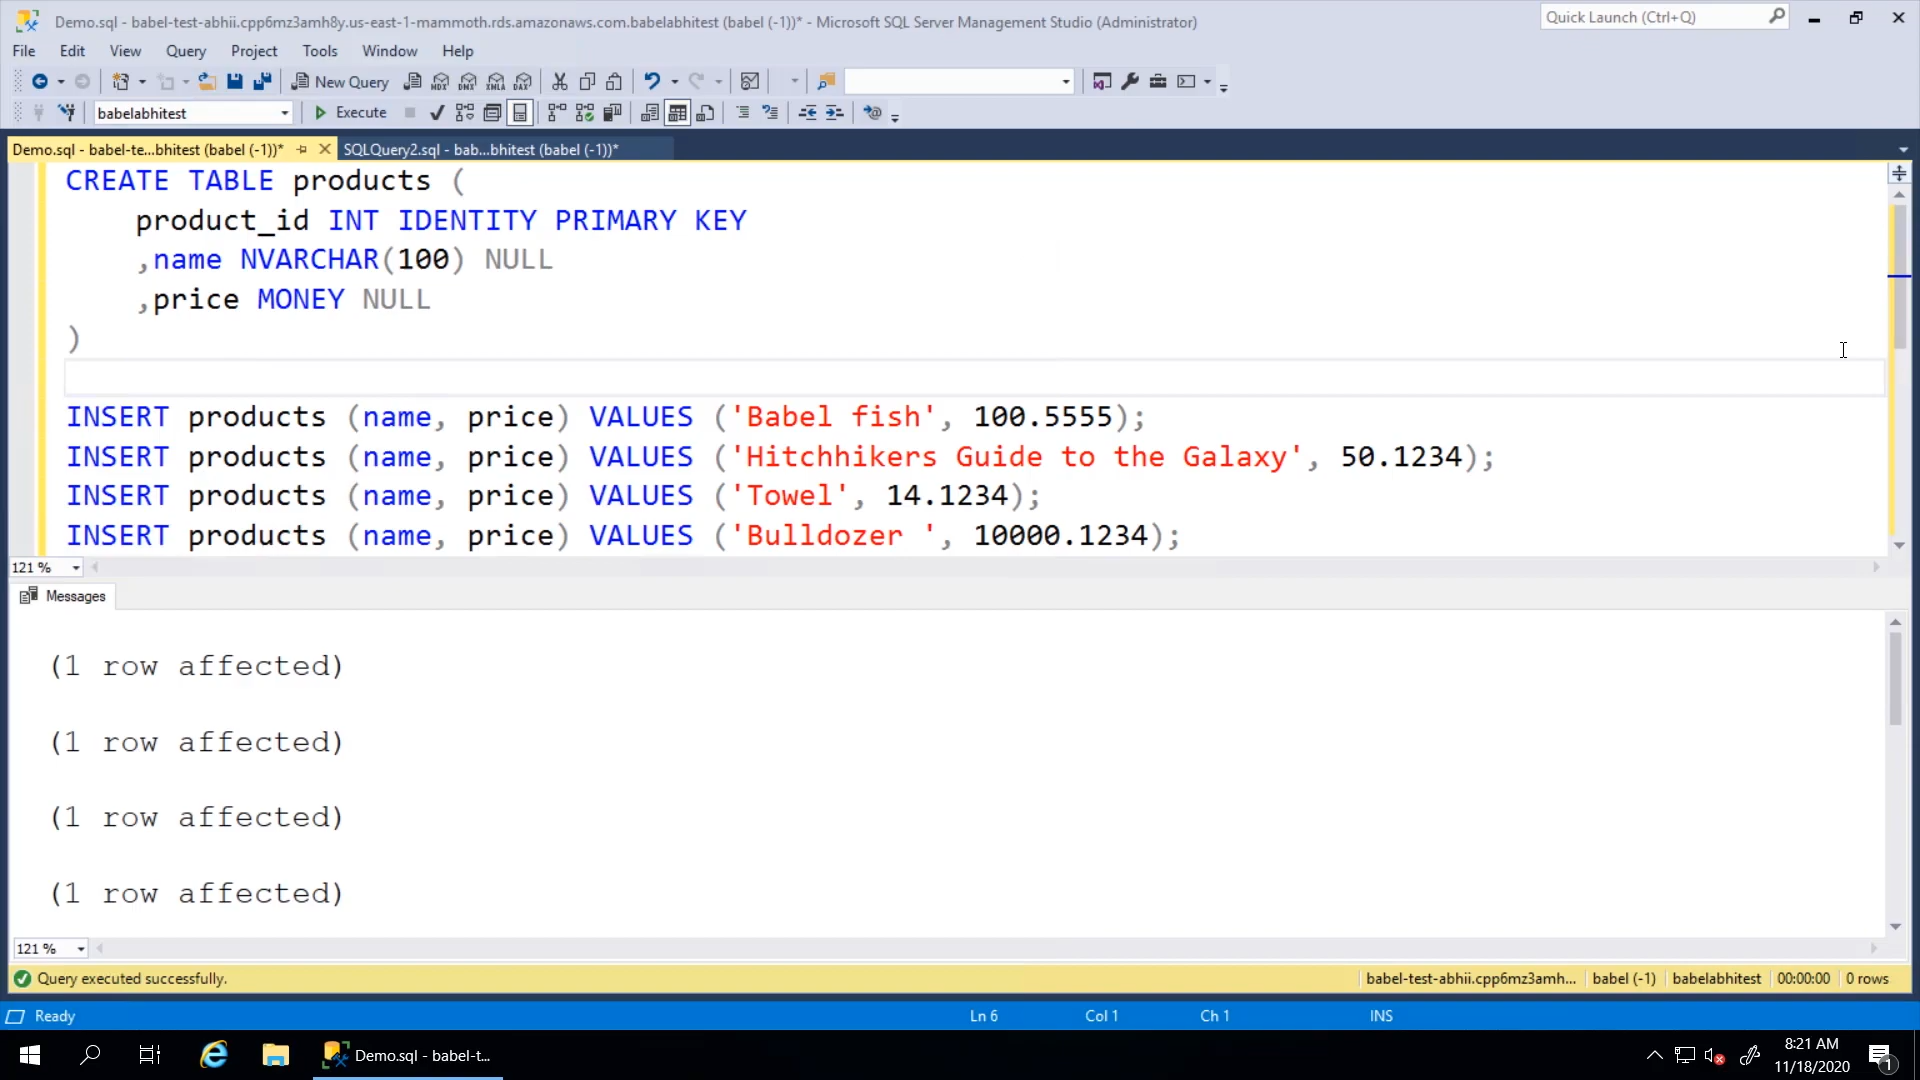 Demo.sql - babel-test-abhii.cpp6mz3amh8y.us-east-1-mammoth.rds.amazonaws.com.babelabhitest (babel (-1))* - Microsoft SQL Server Management Studio (Administrator)
Quick Launch (Ctrl+Q)
File Edit View Query Project Tools Window Help
New Query MDX DMX XMLA DAX
babelabhitest Execute
Demo.sql - babel-te...bhitest (babel (-1))* SQLQuery2.sql - bab...bhitest (babel (-1))*
CREATE TABLE products (
product_id INT IDENTITY PRIMARY KEY
,name NVARCHAR(100) NULL
,price MONEY NULL
)
INSERT products (name, price) VALUES ('Babel fish', 100.5555);
INSERT products (name, price) VALUES ('Hitchhikers Guide to the Galaxy', 50.1234);
INSERT products (name, price) VALUES ('Towel', 14.1234);
INSERT products (name, price) VALUES ('Bulldozer ', 10000.1234);
121 %
Messages
(1 row affected)
(1 row affected)
(1 row affected)
(1 row affected)
121 %
Query executed successfully. babel-test-abhii.cpp6mz3amh... babel (-1) babelabhitest 00:00:00 0 rows
Ready Ln 6 Col 1 Ch 1 INS
Demo.sql - babel-t...
8:21 AM
11/18/2020
1